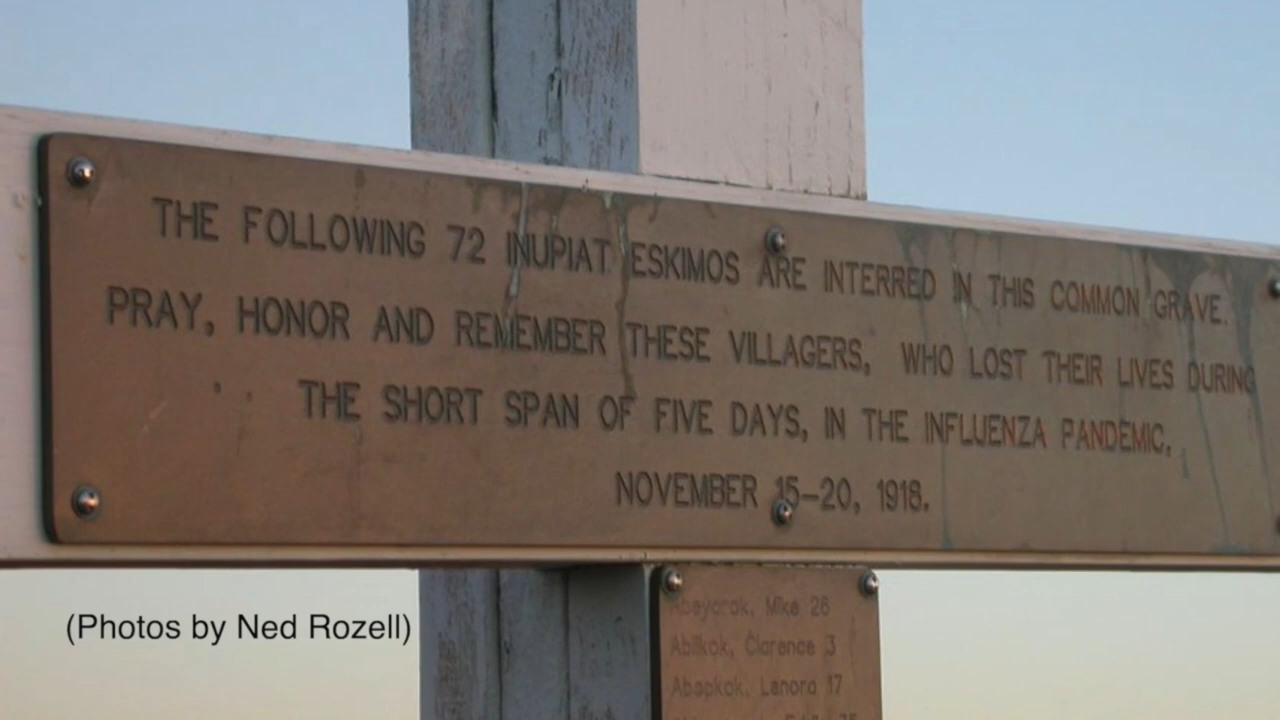 THE FOLLOWING 72 INUPIAT ESKIMOS ARE INTERRED IN THIS COMMON GRAVE.
PRAY, HONOR AND REMEMBER THESE VILLAGERS, WHO LOST THEIR LIVES DURING
THE SHORT SPAN OF FIVE DAYS, IN THE INFLUENZA PANDEMIC,
NOVEMBER 15-20, 1918.
(Photos by Ned Rozell)
Abeyorok, Mike 26
Abilkok, Clarence 3
Abapkok, Lenora 17